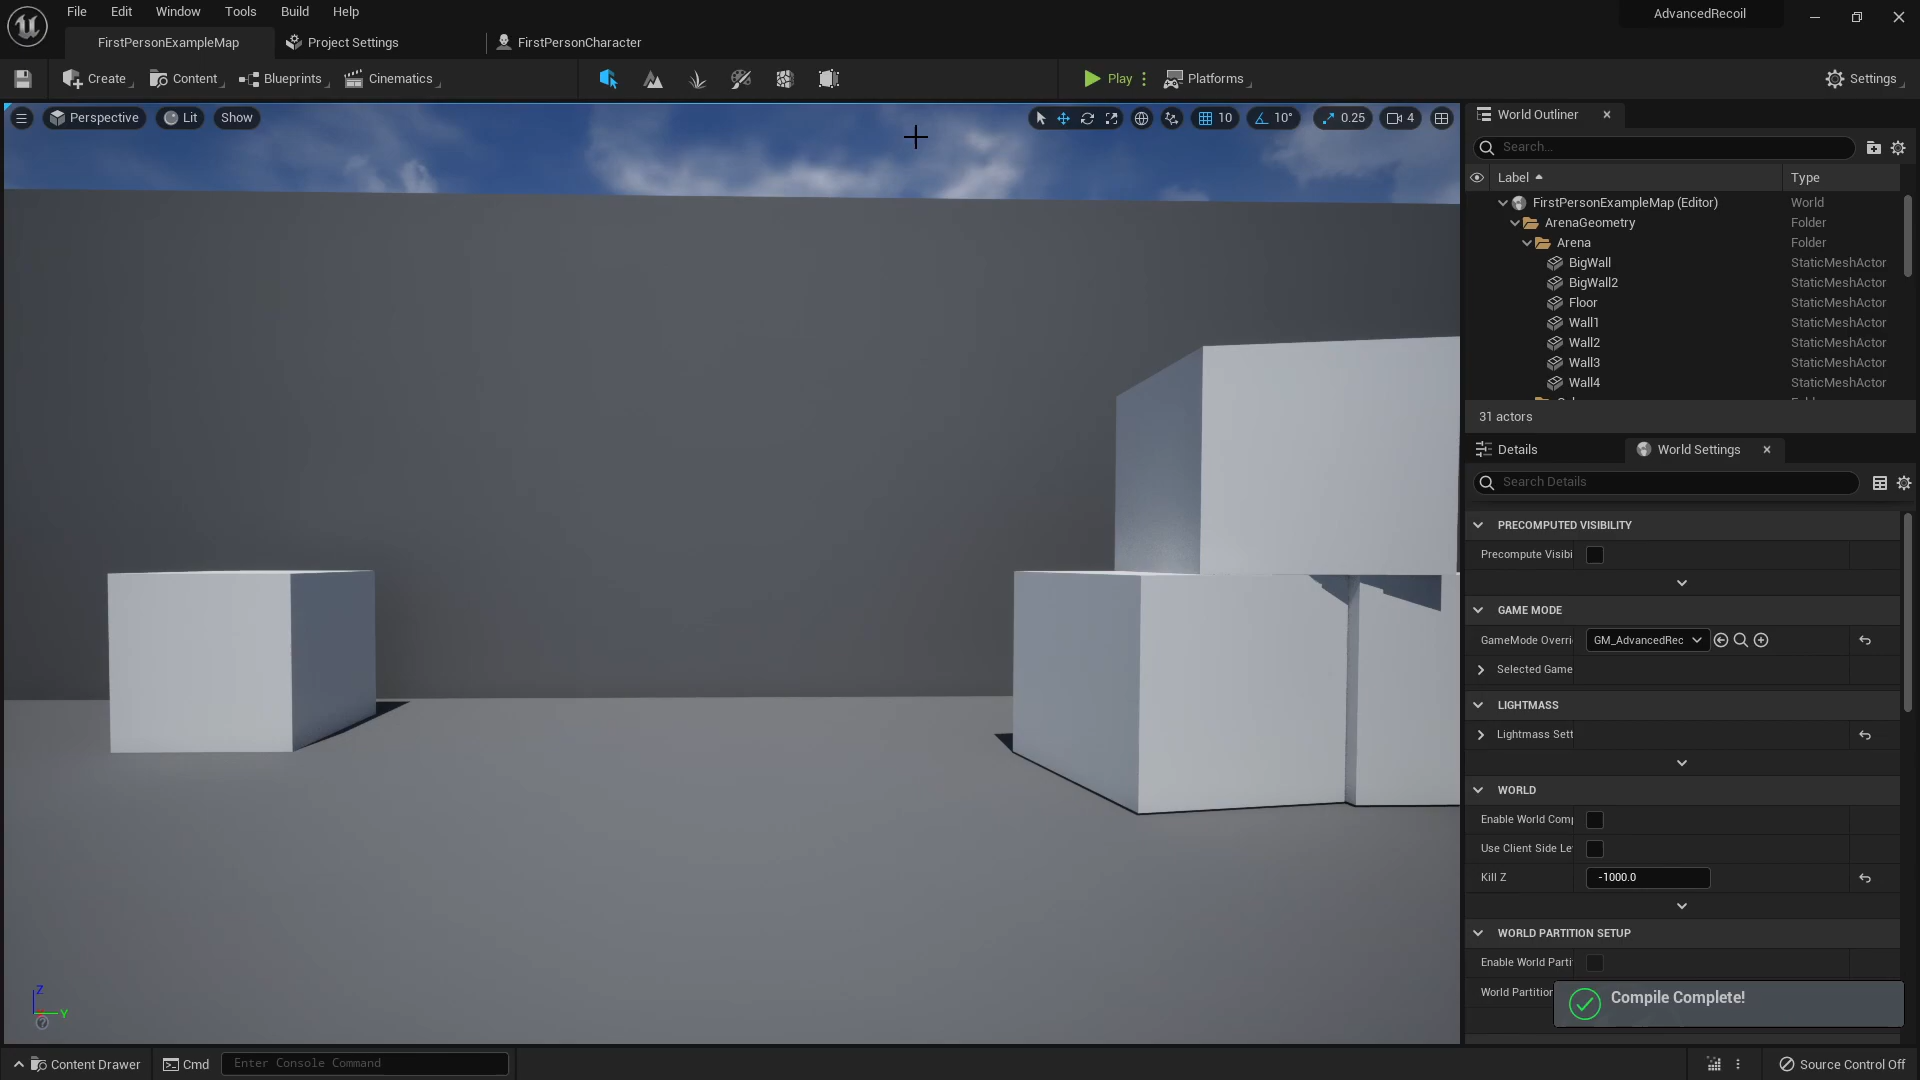 File Edit Window Tools Build Help
AdvancedRecoil
FirstPersonExampleMap
Project Settings
FirstPersonCharacter
Create
Content
Blueprints
Cinematics
Play
Platforms
Settings
Perspective
Lit
Show
10
10°
0.25
4
World Outliner
Search...
Label
Type
FirstPersonExampleMap (Editor) World
ArenaGeometry Folder
Arena Folder
BigWall StaticMeshActor
BigWall2 StaticMeshActor
Floor StaticMeshActor
Wall1 StaticMeshActor
Wall2 StaticMeshActor
Wall3 StaticMeshActor
Wall4 StaticMeshActor
31 actors
Details
World Settings
Search Details
PRECOMPUTED VISIBILITY
Precompute Visibi
GAME MODE
GameMode Overri GM_AdvancedRec
Selected Game
LIGHTMASS
Lightmass Sett
WORLD
Enable World Comp
Use Client Side Le
Kill Z -1000.0
WORLD PARTITION SETUP
Enable World Parti
World Partition
Compile Complete!
Z
Y
Content Drawer
Cmd
Enter Console Command
Source Control Off